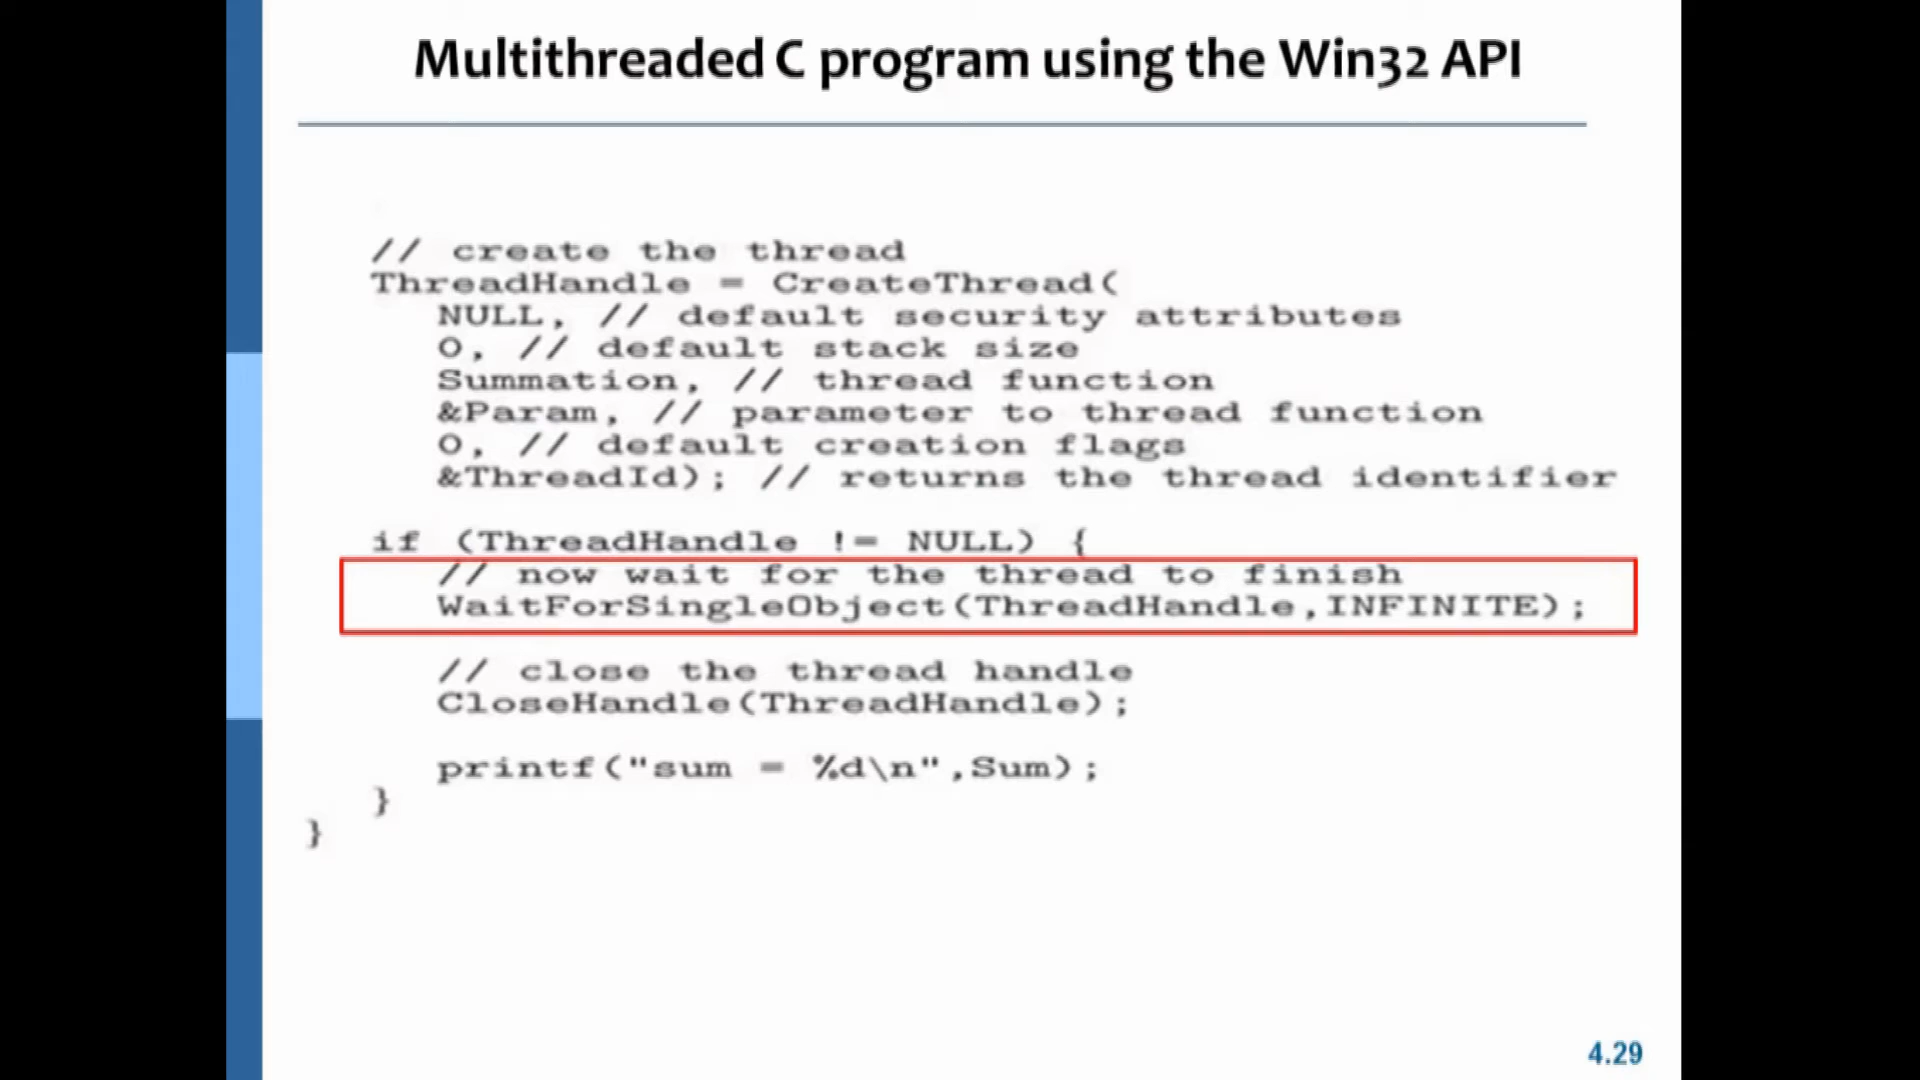 Multithreaded C program using the Win32 API
// create the thread
ThreadHandle = CreateThread(
NULL, // default security attributes
0, // default stack size
Summation, // thread function
&Param, // parameter to thread function
0, // default creation flags
&ThreadId); // returns the thread identifier
if (ThreadHandle != NULL) {
// now wait for the thread to finish
WaitForSingleObject(ThreadHandle,INFINITE);
// close the thread handle
CloseHandle(ThreadHandle);
printf("sum = %d\n",Sum);
}
}
4.29